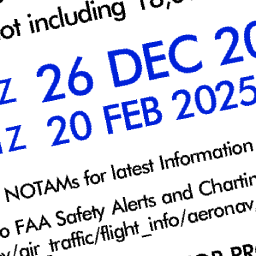 ot including 18,0
Z 26 DEC 20
1Z 20 FEB 2025
NOTAMs for latest Information
o FAA Safety Alerts and Chartin
v/air_traffic/flight_info/aeronav